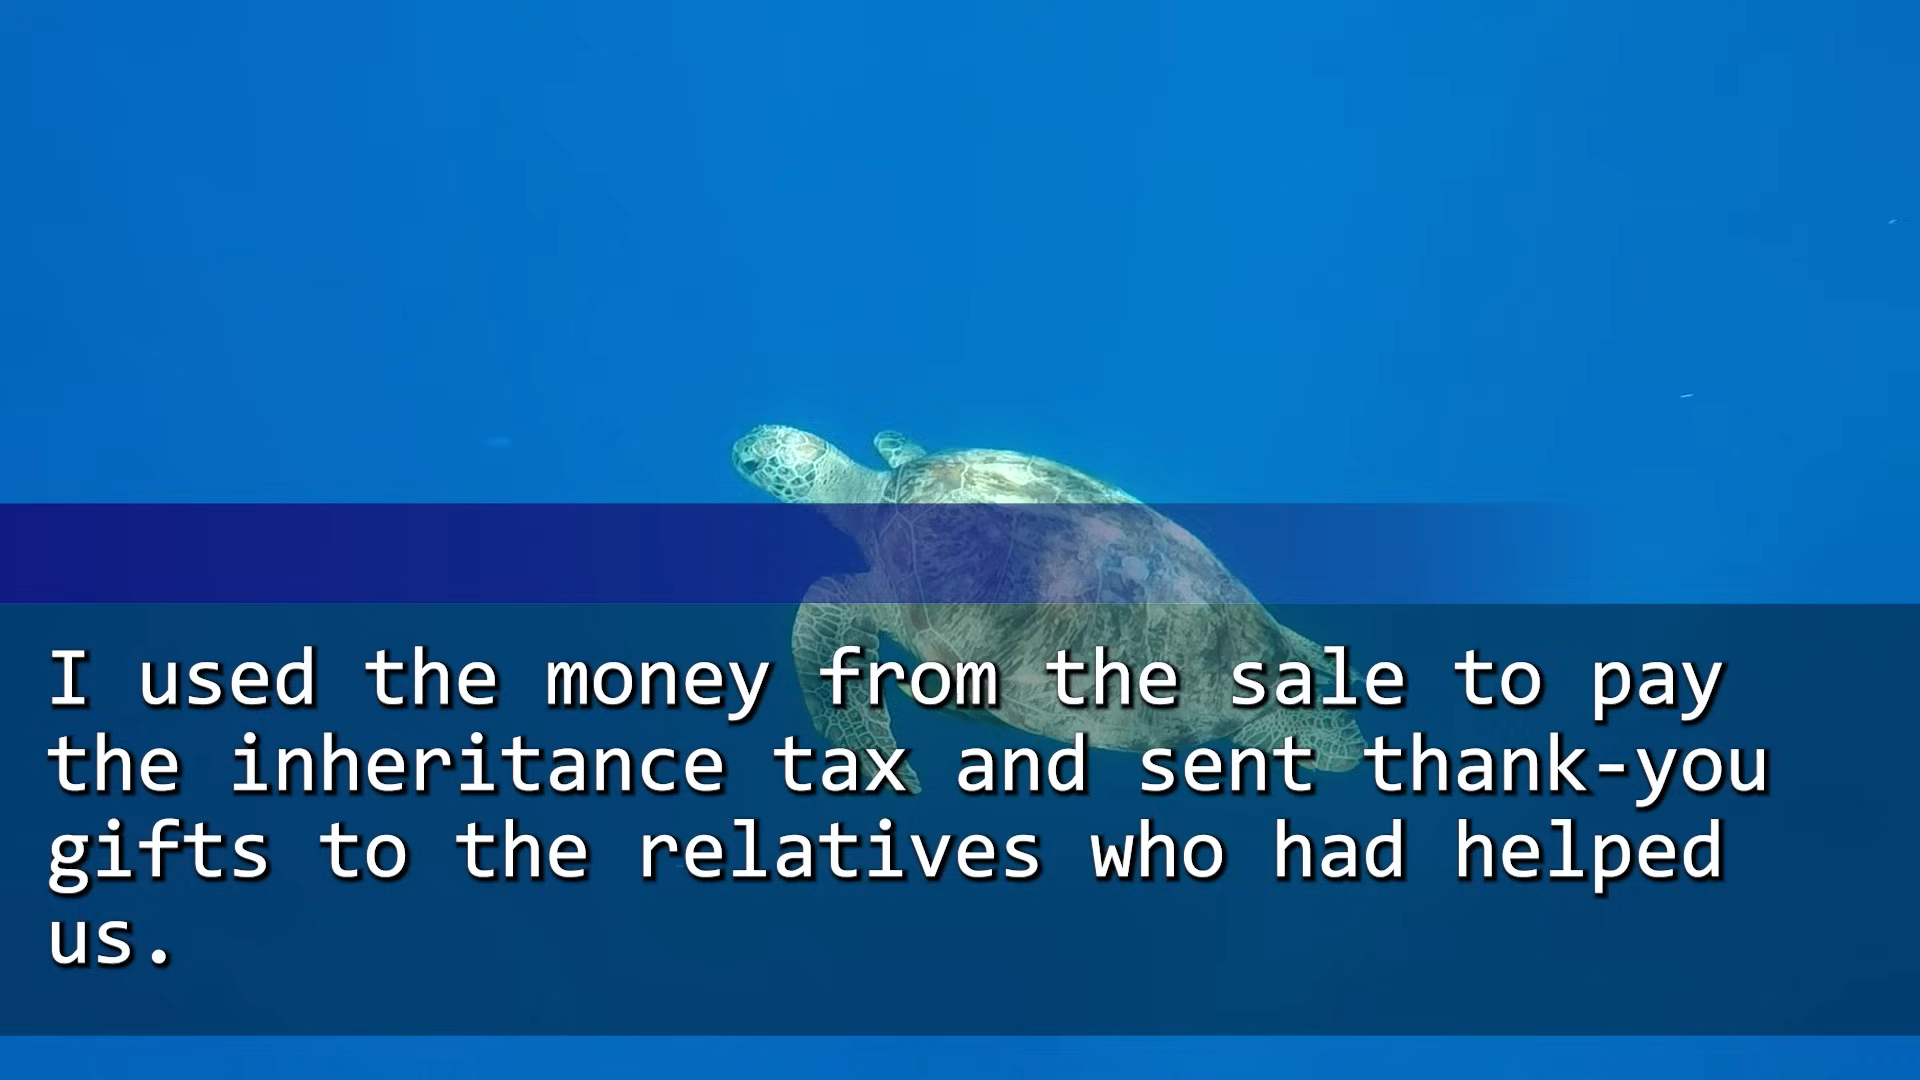 I used the money from the sale to pay
the inheritance tax and sent thank-you
gifts to the relatives who had helped
us.